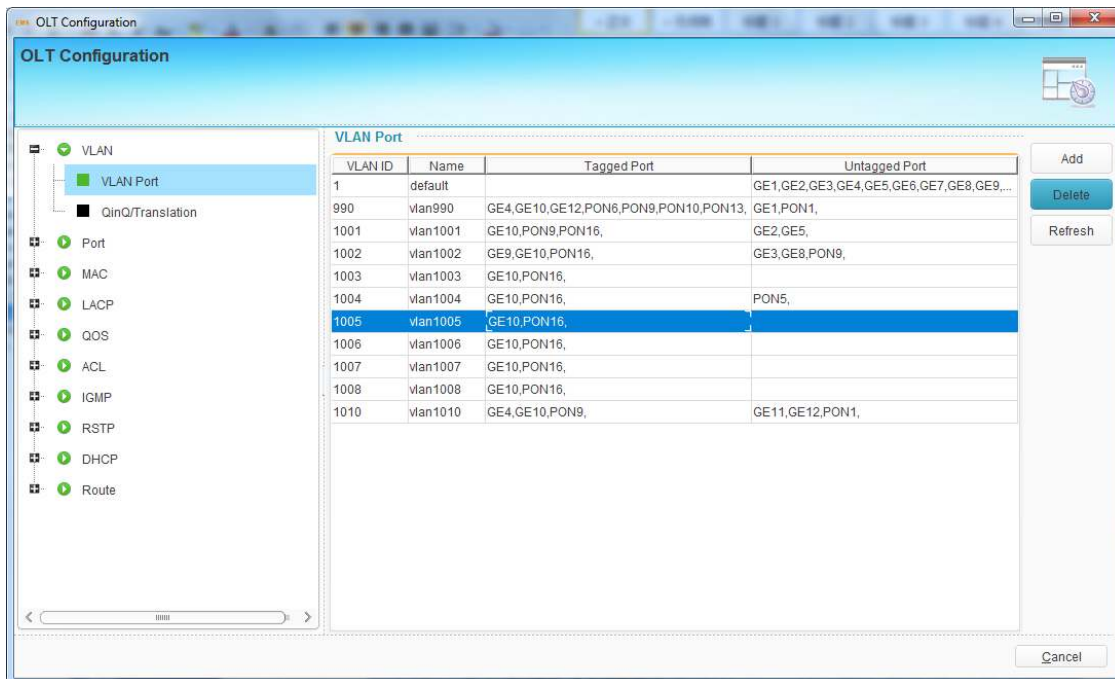 OLT Configuration
OLT Configuration
VLAN
VLAN Port
QinQ/Translation
Port
MAC
LACP
QOS
ACL
IGMP
RSTP
DHCP
Route
VLAN Port
VLAN ID Name Tagged Port Untagged Port
1 default GE1,GE2,GE3,GE4,GE5,GE6,GE7,GE8,GE9,...
990 vlan990 GE4,GE10,GE12,PON6,PON9,PON10,PON13, GE1,PON1,
1001 vlan1001 GE10,PON9,PON16, GE2,GE5,
1002 vlan1002 GE9,GE10,PON16, GE3,GE8,PON9,
1003 vlan1003 GE10,PON16,
1004 vlan1004 GE10,PON16, PON5,
1005 vlan1005 GE10,PON16,
1006 vlan1006 GE10,PON16,
1007 vlan1007 GE10,PON16,
1008 vlan1008 GE10,PON16,
1010 vlan1010 GE4,GE10,PON9, GE11,GE12,PON1,
Add
Delete
Refresh
Cancel